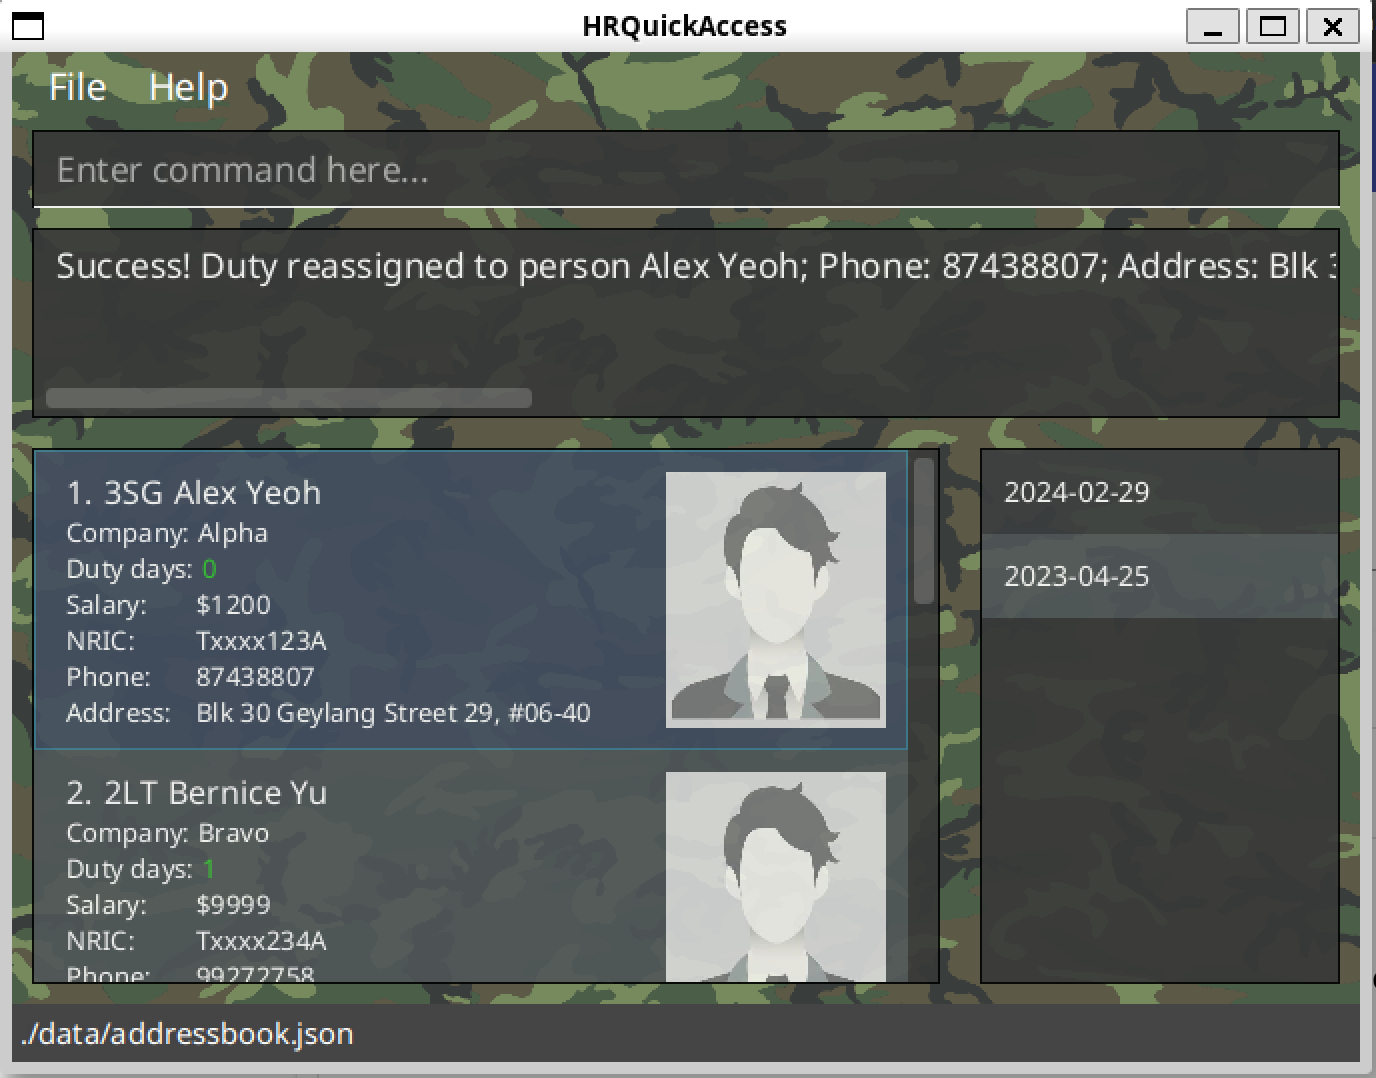 HRQuickAccess
File Help
Enter command here...
Success! Duty reassigned to person Alex Yeoh; Phone: 87438807; Address: Blk
1. 3SG Alex Yeoh
Company: Alpha
Duty days: 0
Salary: $1200
NRIC: Txxxx123A
Phone: 87438807
Address: Blk 30 Geylang Street 29, #06-40
2. 2LT Bernice Yu
Company: Bravo
Duty days: 1
Salary: $9999
NRIC: Txxxx234A
Phone: 99272758
2024-02-29
2023-04-25
./data/addressbook.json